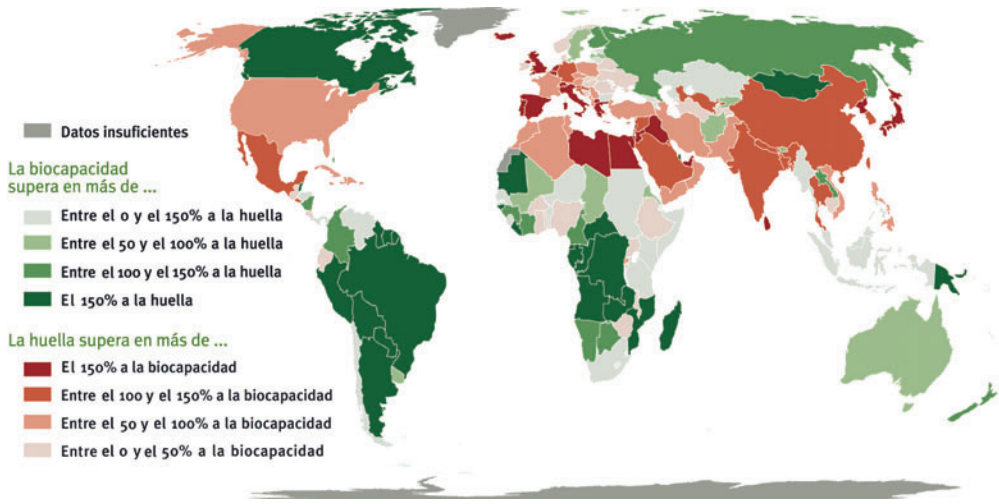 Datos insuficientes
La biocapacidad
supera en más de ...
Entre el 0 y el 150% a la huella
Entre el 50 y el 100% a la huella
Entre el 100 y el 150% a la huella
El 150% a la huella
La huella supera en más de ...
El 150% a la biocapacidad
Entre el 100 y el 150% a la biocapacidad
Entre el 50 y el 100% a la biocapacidad
Entre el 0 y el 50% a la biocapacidad